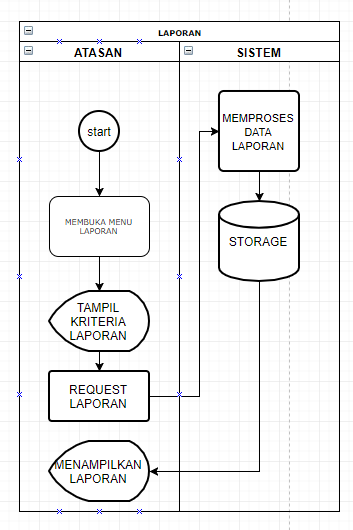 LAPORAN
ATASAN
SISTEM
start
MEMBUKA MENU
LAPORAN
TAMPIL
KRITERIA
LAPORAN
REQUEST
LAPORAN
MEMPROSES
DATA
LAPORAN
STORAGE
MENAMPILKAN
LAPORAN